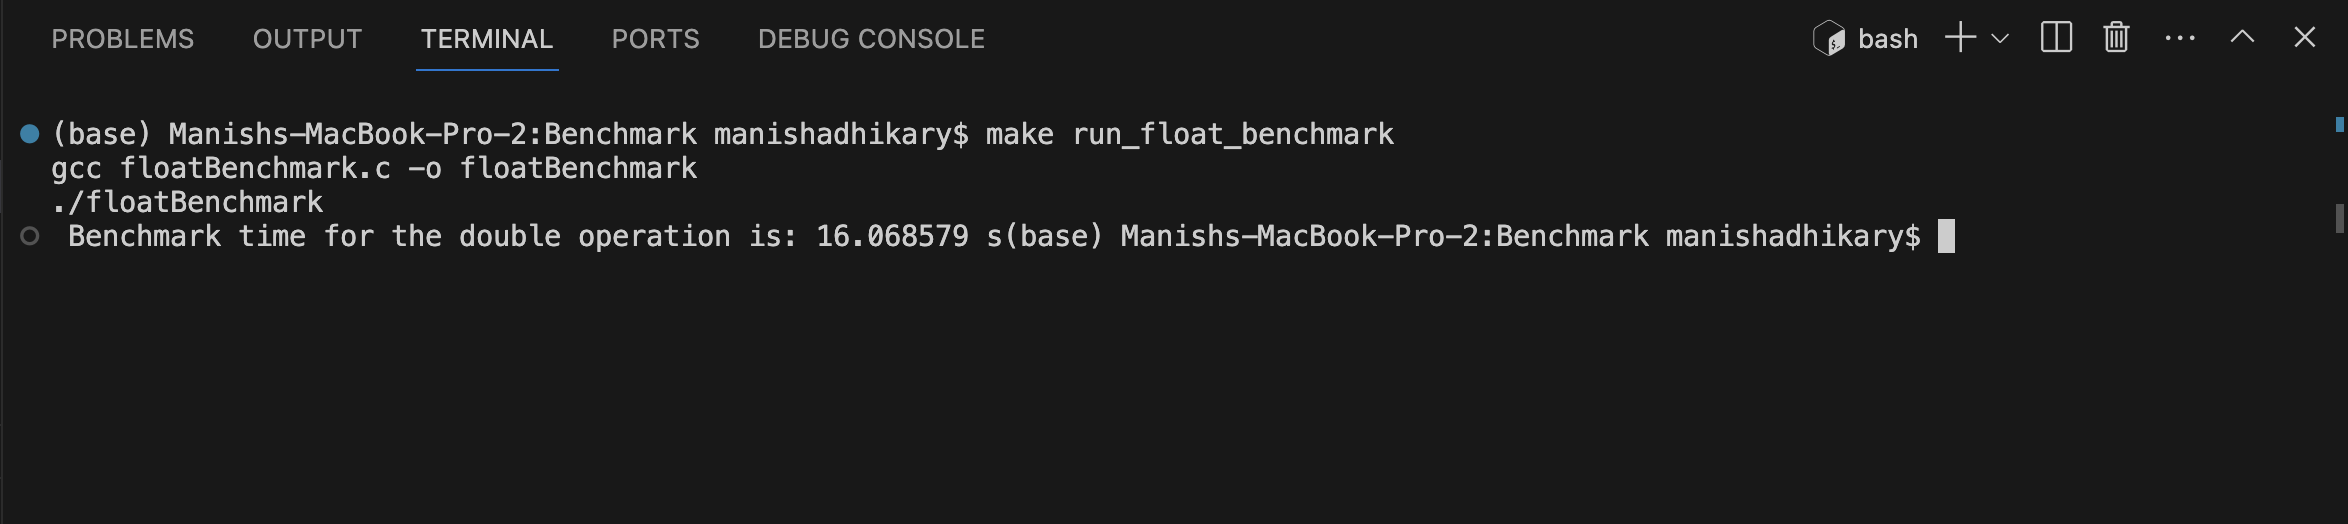 PROBLEMS OUTPUT TERMINAL PORTS DEBUG CONSOLE bash
(base) Manishs-MacBook-Pro-2:Benchmark manishadhikary$ make run_float_benchmark
gcc floatBenchmark.c -o floatBenchmark
./floatBenchmark
Benchmark time for the double operation is: 16.068579 s(base) Manishs-MacBook-Pro-2:Benchmark manishadhikary$